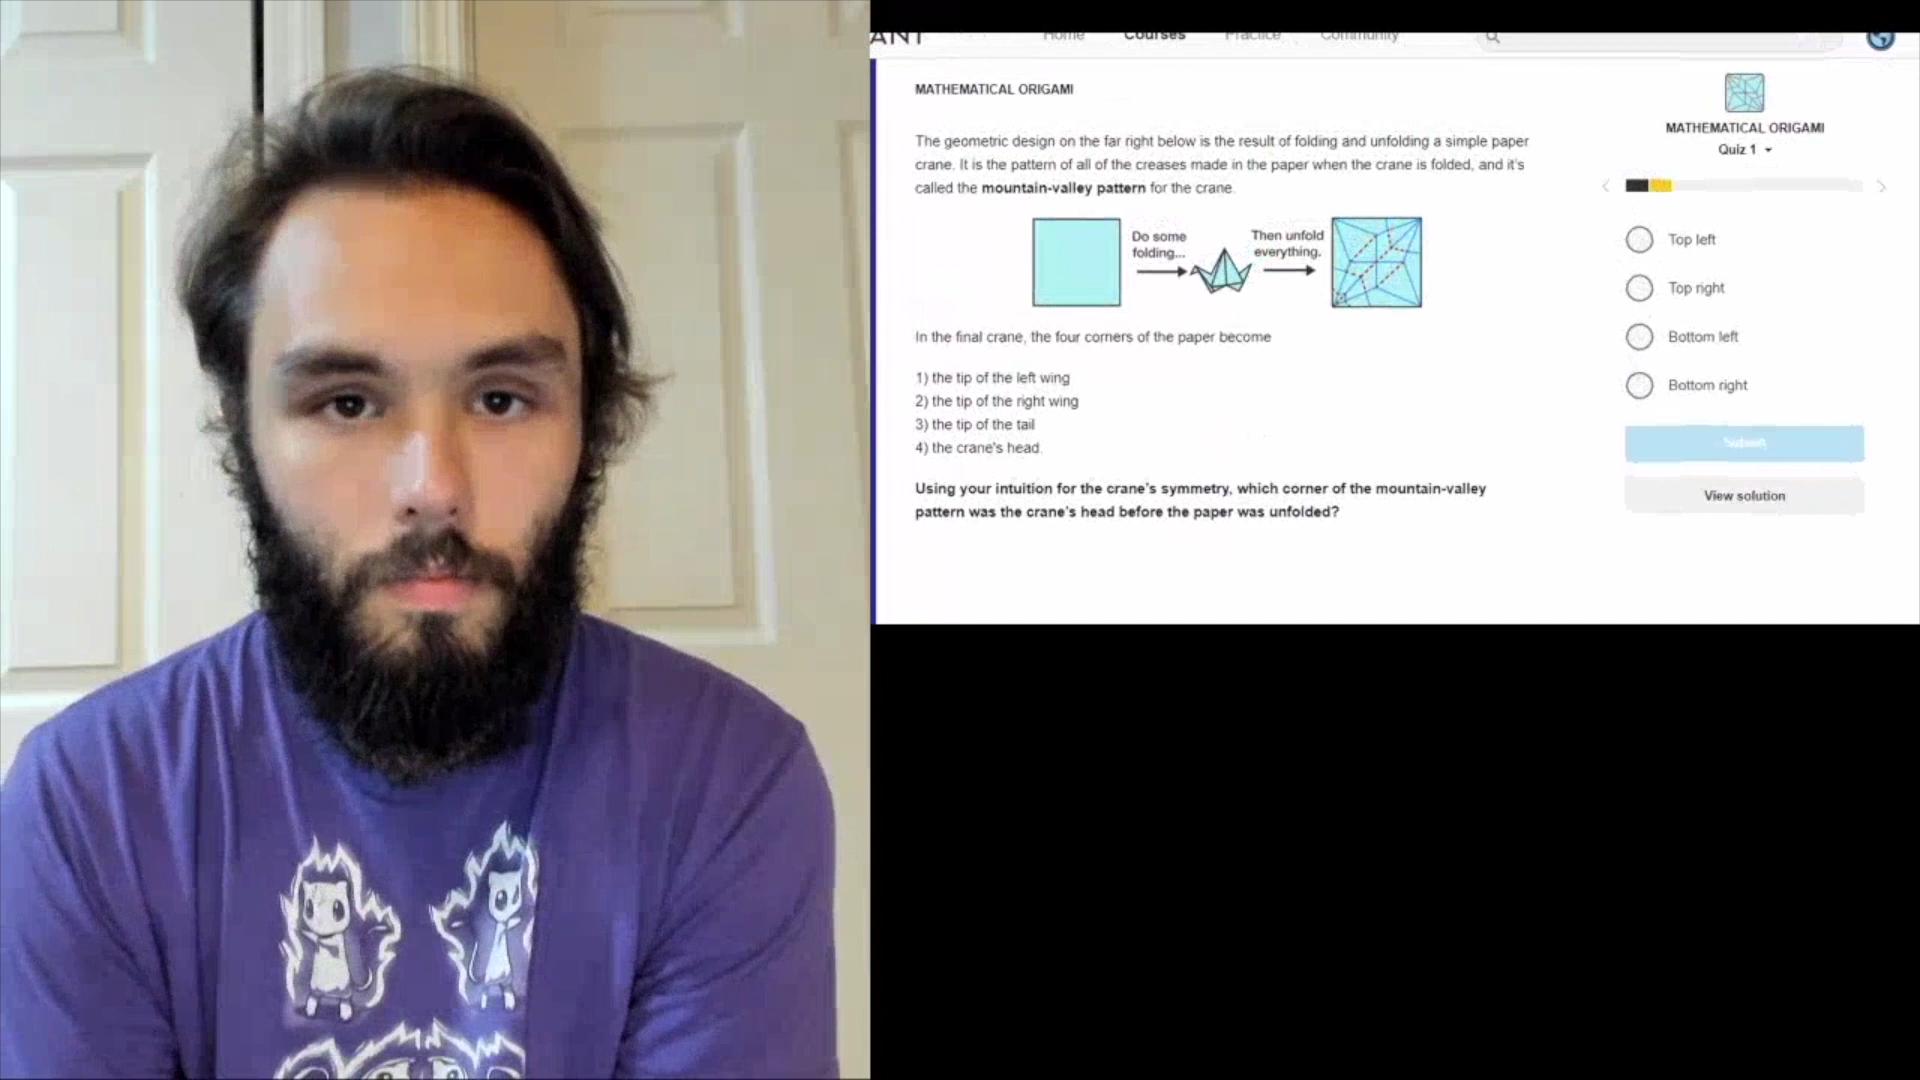 ANT
Home Courses Practice Community
MATHEMATICAL ORIGAMI
The geometric design on the far right below is the result of folding and unfolding a simple paper
crane. It is the pattern of all of the creases made in the paper when the crane is folded, and it's
called the mountain-valley pattern for the crane.
Do some
folding...
Then unfold
everything.
In the final crane, the four corners of the paper become
1) the tip of the left wing
2) the tip of the right wing
3) the tip of the tail
4) the crane's head.
Using your intuition for the crane's symmetry, which corner of the mountain-valley
pattern was the crane's head before the paper was unfolded?
MATHEMATICAL ORIGAMI
Quiz 1
Top left
Top right
Bottom left
Bottom right
Submit
View solution